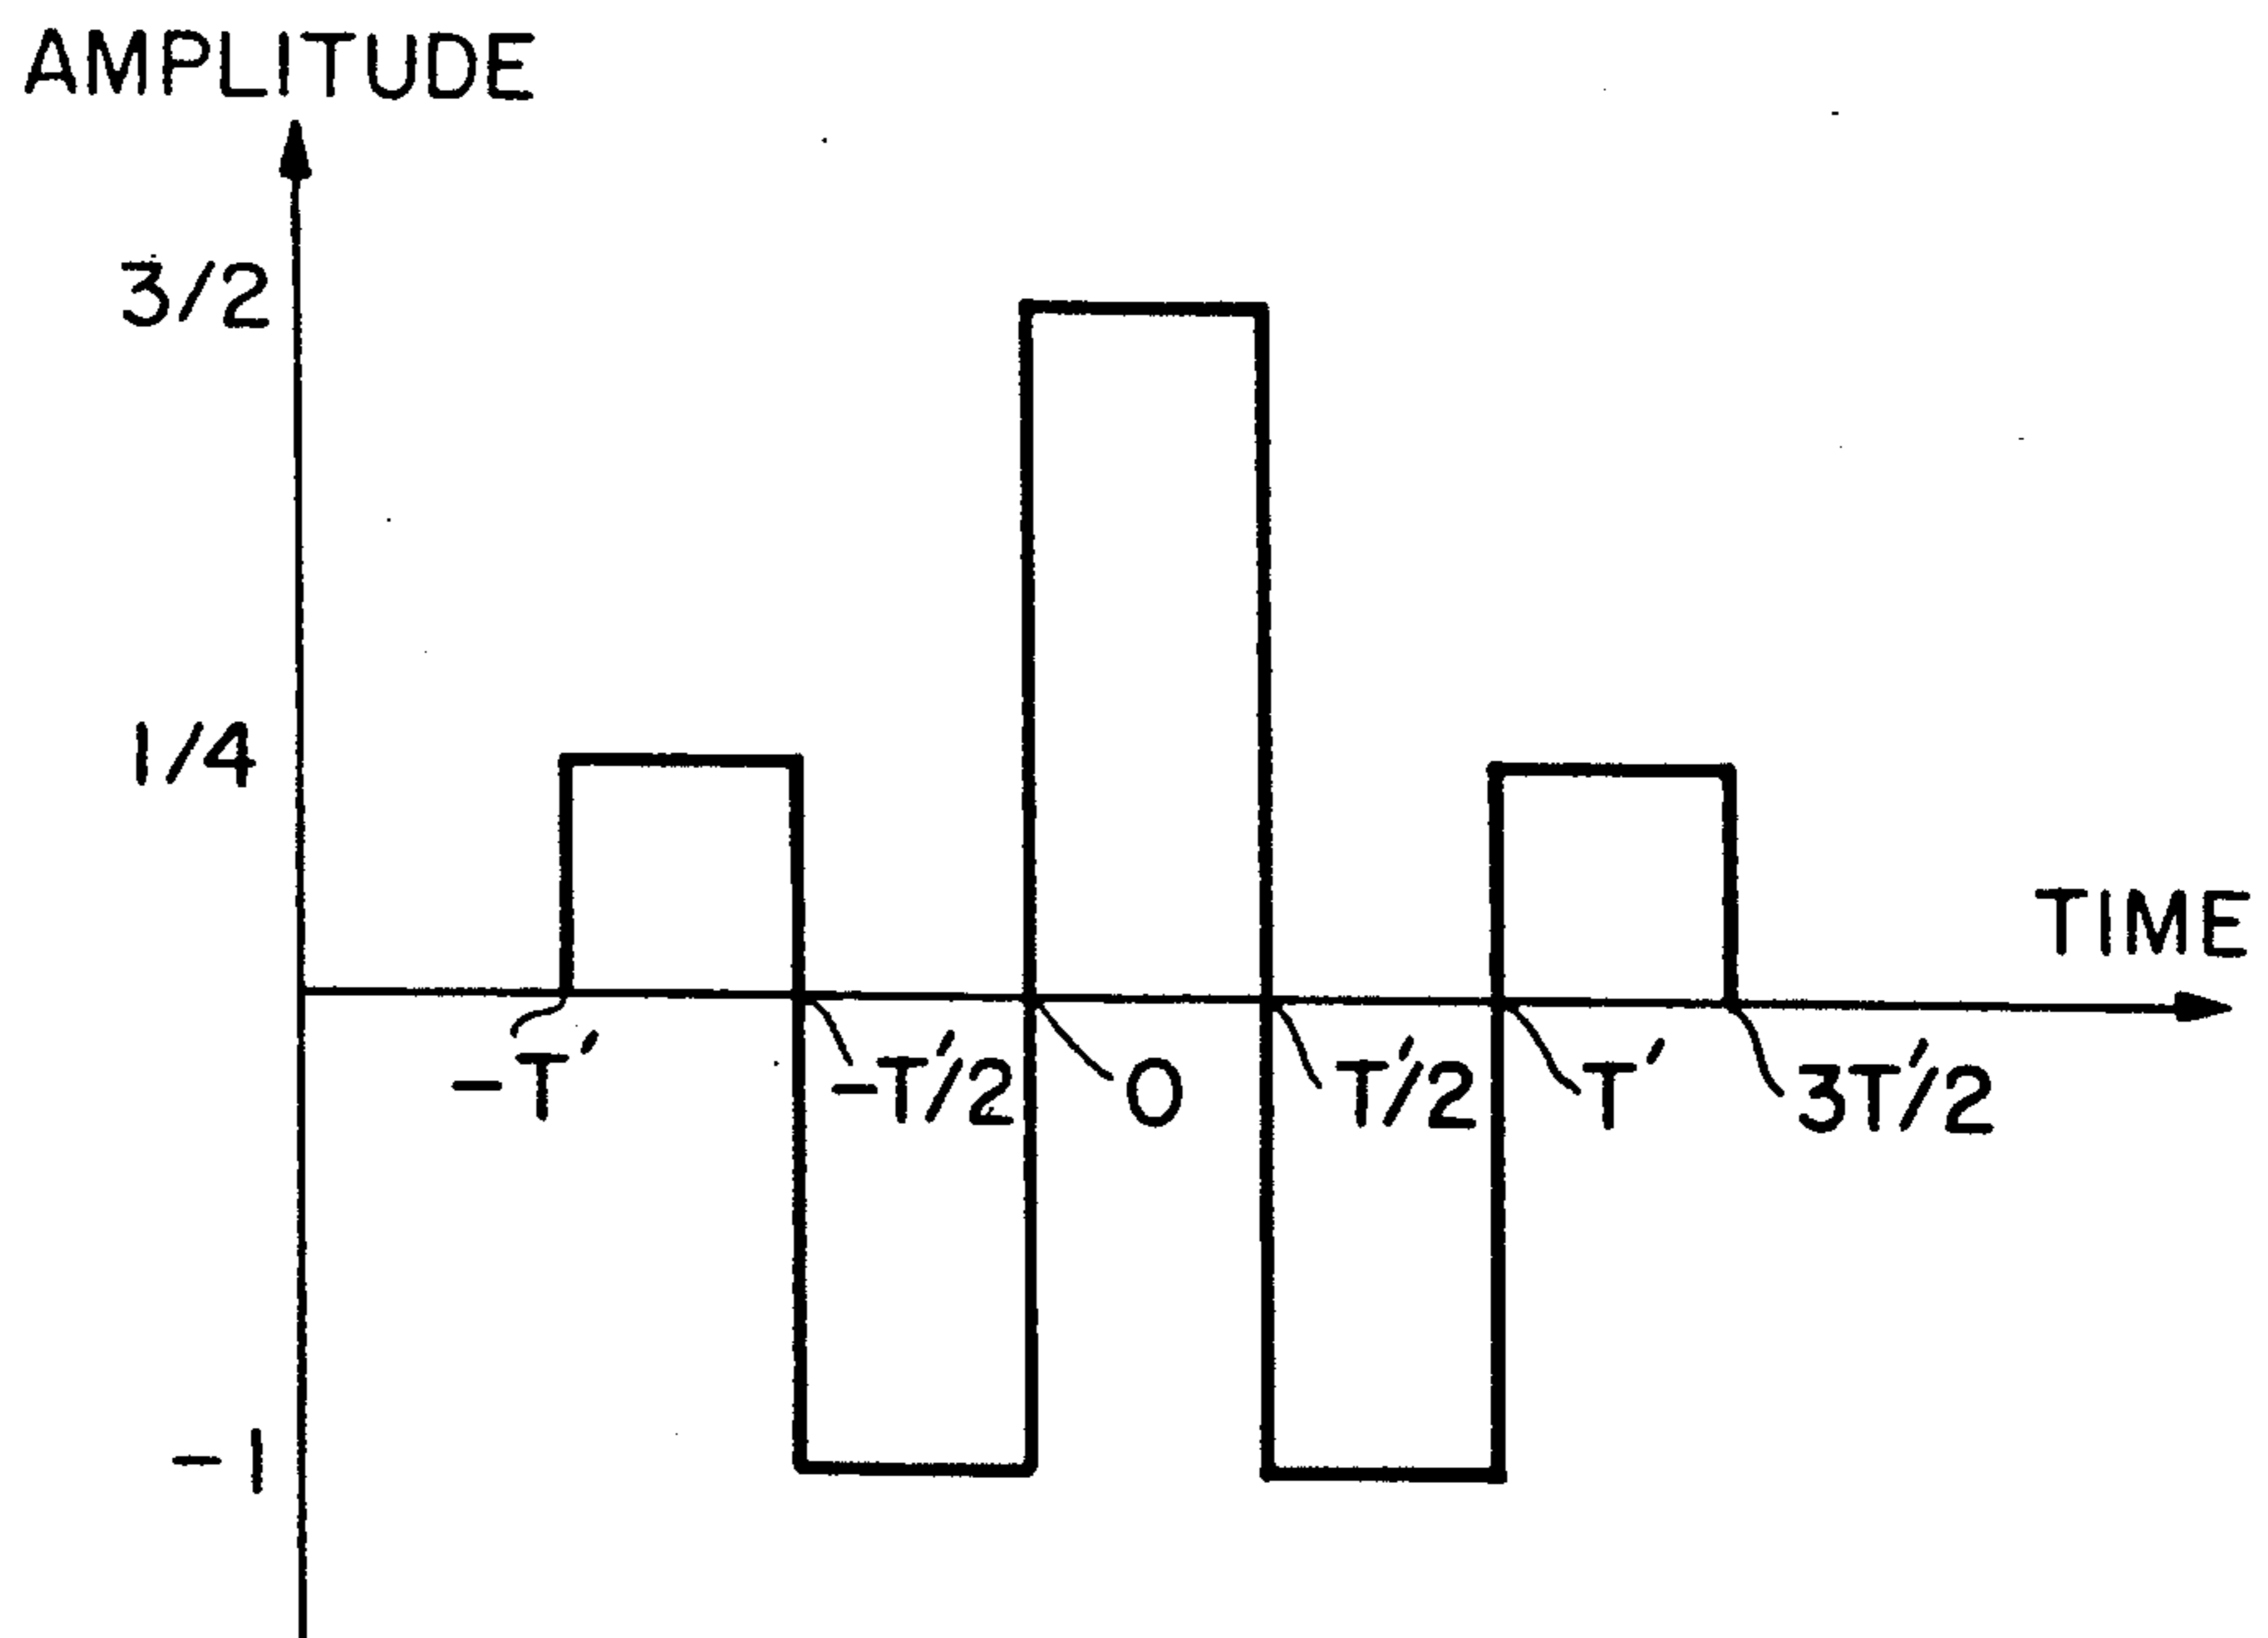 AMPLITUDE
3/2
1/4
TIME
-T′
-T′/2
0
T′/2
T′
3T′/2
-1